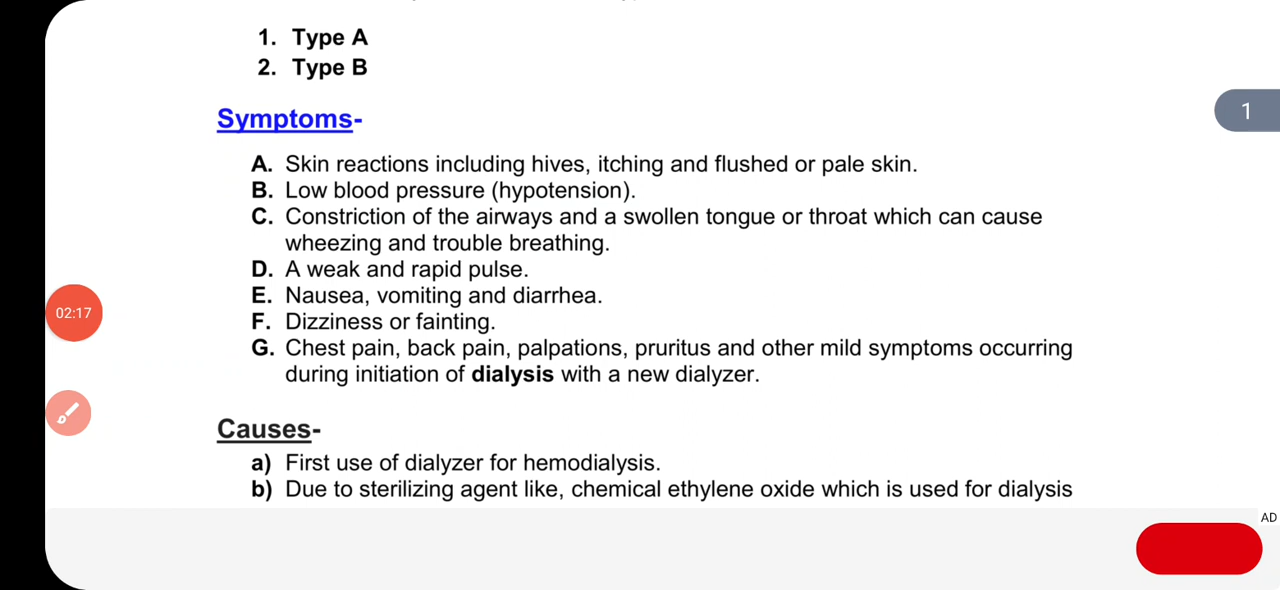 1. Type A
2. Type B
Symptoms-
1
A. Skin reactions including hives, itching and flushed or pale skin.
B. Low blood pressure (hypotension).
C. Constriction of the airways and a swollen tongue or throat which can cause
wheezing and trouble breathing.
D. A weak and rapid pulse.
E. Nausea, vomiting and diarrhea.
02:17
F. Dizziness or fainting.
G. Chest pain, back pain, palpations, pruritus and other mild symptoms occurring
during initiation of dialysis with a new dialyzer.
Causes-
a) First use of dialyzer for hemodialysis.
b) Due to sterilizing agent like, chemical ethylene oxide which is used for dialysis
AD